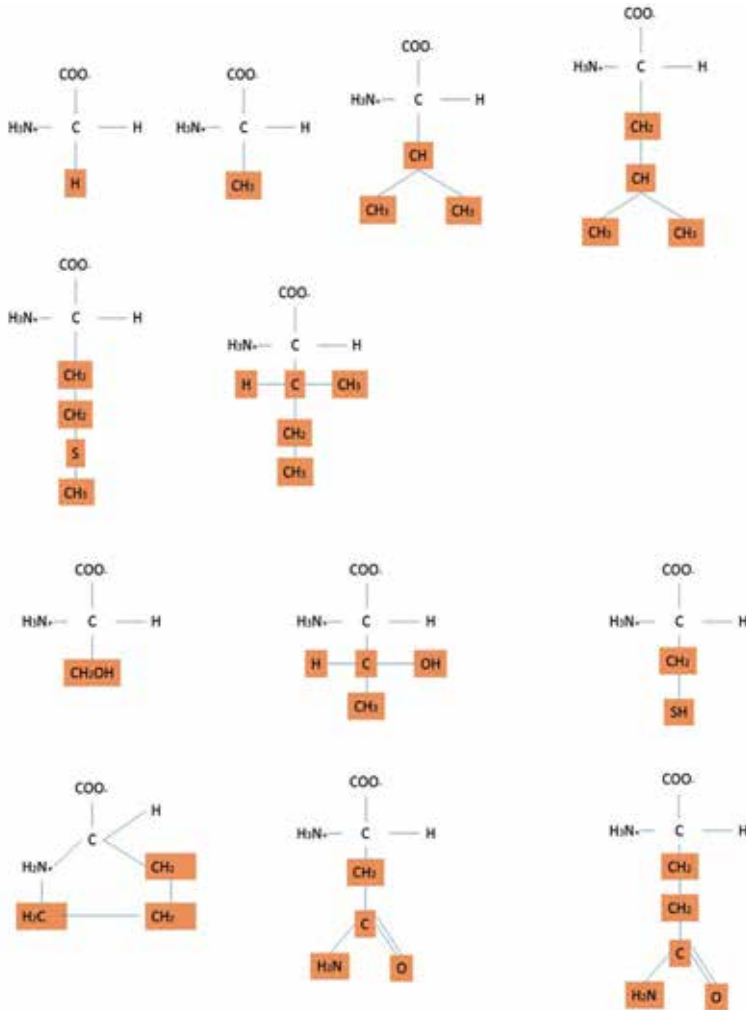 COO-
H₃N+ C H
H
COO-
H₃N+ C H
CH₃
COO-
H₃N+ C H
CH
CH₃ CH₃
COO-
H₃N+ C H
CH₂
CH
CH₃ CH₃
COO-
H₃N+ C H
CH₂
CH₂
S
CH₃
COO-
H₃N+ C H
H C CH₃
CH₂
CH₃
COO-
H₃N+ C H
CH₂OH
COO-
H₃N+ C H
H C OH
CH₃
COO-
H₃N+ C H
CH₂
SH
COO-
H
C
H₂N+ CH₂
H₂C CH₂
COO-
H₃N+ C H
CH₂
C
H₂N O
COO-
H₃N+ C H
CH₂
CH₂
C
H₂N O